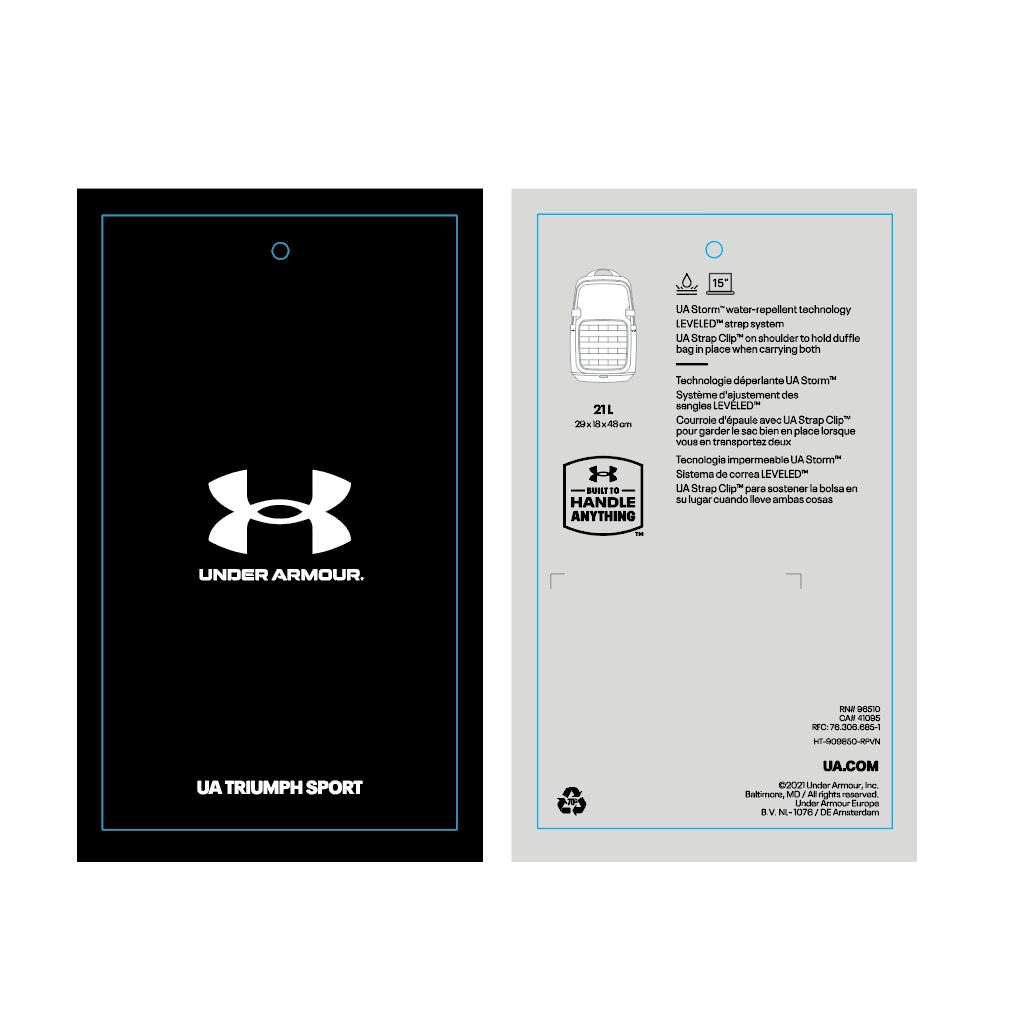 UNDER ARMOUR.
UA TRIUMPH SPORT
15"
UA Storm™ water-repellent technology
LEVELED™ strap system
UA Strap Clip™ on shoulder to hold duffle
bag in place when carrying both
Technologie déperlante UA Storm™
Système d'ajustement des
sangles LEVELED™
Courroie d'épaule avec UA Strap Clip™
pour garder le sac bien en place lorsque
vous en transportez deux
Tecnología impermeable UA Storm™
Sistema de correa LEVELED™
UA Strap Clip™ para sostener la bolsa en
su lugar cuando lleve ambas cosas
21 L
29 x 18 x 48 cm
BUILT TO
HANDLE
ANYTHING
™
RN# 96510
CA# 41095
RFC: 76.306.685-1
HT-909850-RPVN
UA.COM
©2021 Under Armour, Inc.
Baltimore, MD / All rights reserved.
Under Armour Europe
B.V. NL-1076 / DE Amsterdam